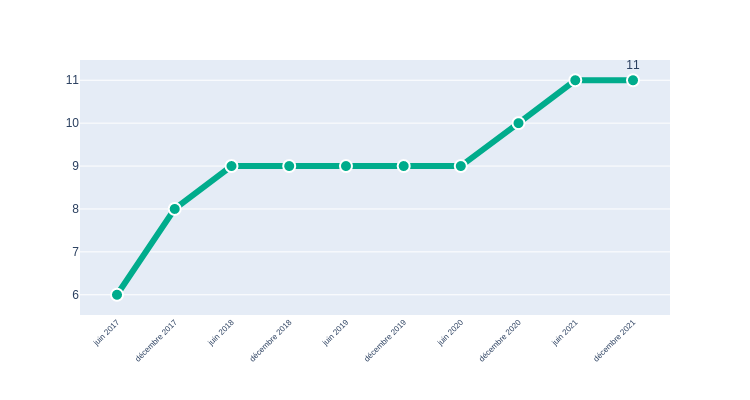 11
11
10
9
8
7
6
juin 2017
décembre 2017
juin 2018
décembre 2018
juin 2019
décembre 2019
juin 2020
décembre 2020
juin 2021
décembre 2021